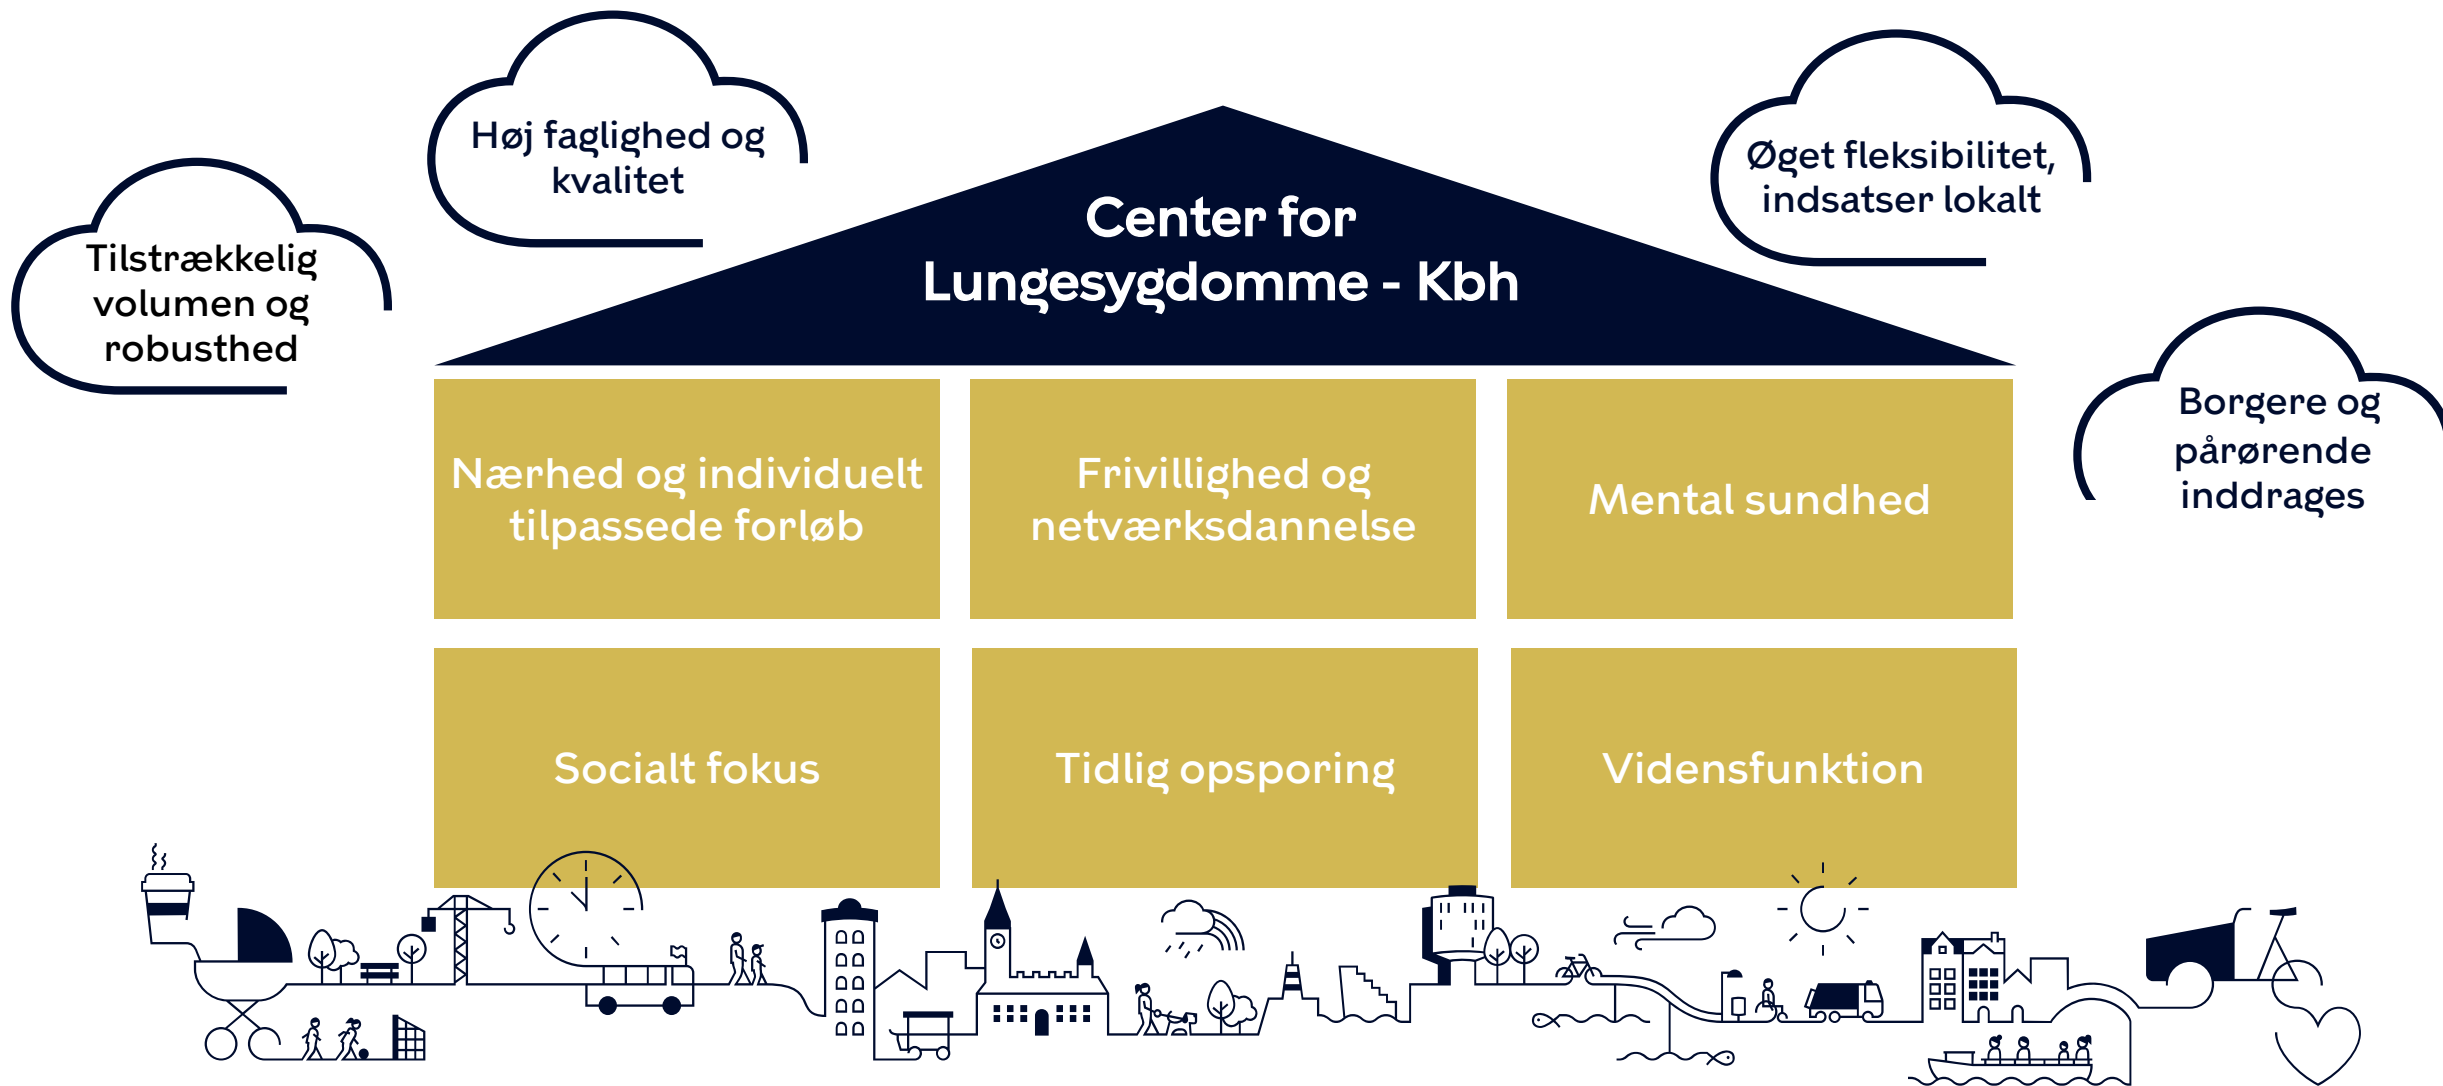 Høj faglighed og
kvalitet
Øget fleksibilitet,
indsatser lokalt
Tilstrækkelig
volumen og
robusthed
Center for
Lungesygdomme - Kbh
Borgere og
pårørende
inddrages
Nærhed og individuelt
tilpassede forløb
Frivillighed og
netværksdannelse
Mental sundhed
Socialt fokus
Tidlig opsporing
Vidensfunktion